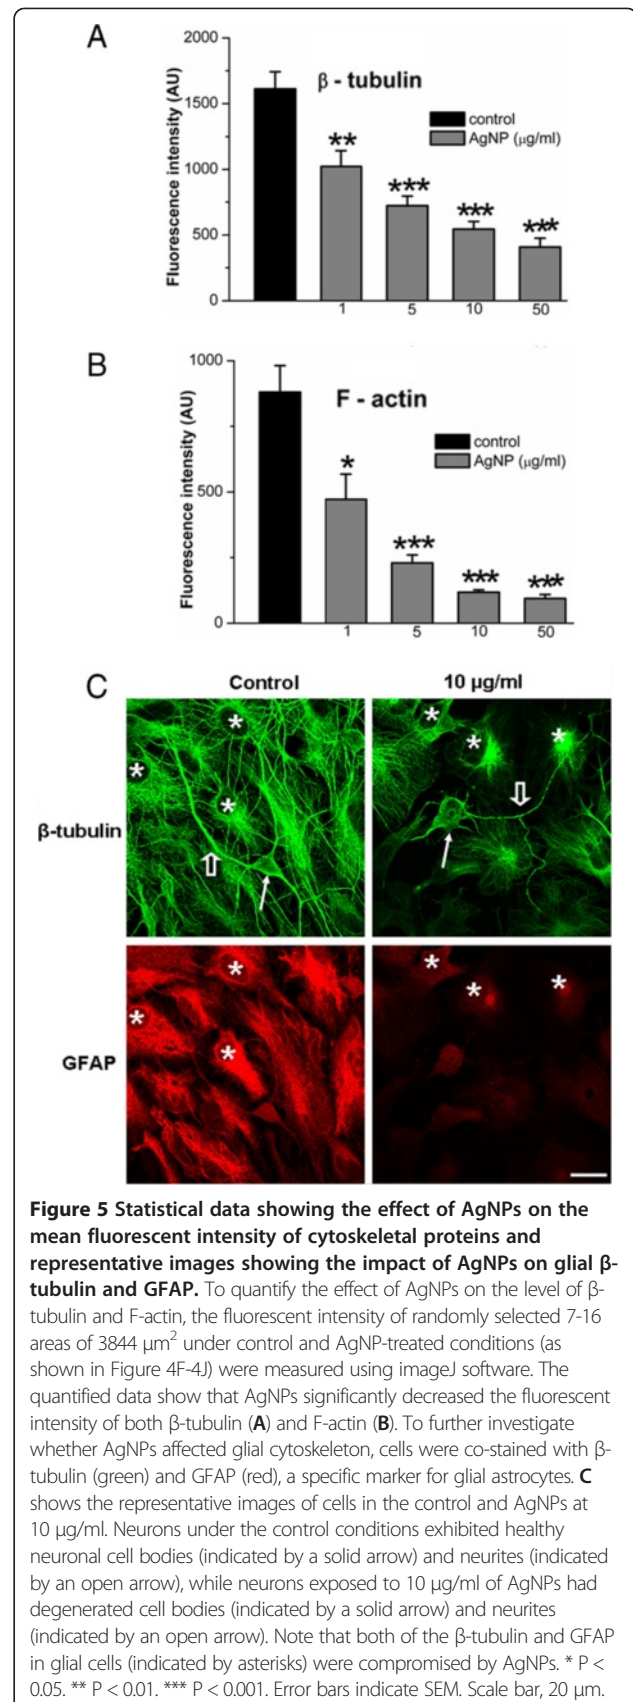 A
2000
1500
1000
500
0
Fluorescence intensity (AU)
β - tubulin
control
AgNP (µg/ml)
** *** *** ***
1 5 10 50
B
1000
500
0
Fluorescence intensity (AU)
F - actin
control
AgNP (µg/ml)
* *** *** ***
1 5 10 50
C
Control 10 µg/ml
β-tubulin
* * * * * *
GFAP
* * * * * *
Figure 5 Statistical data showing the effect of AgNPs on the
mean fluorescent intensity of cytoskeletal proteins and
representative images showing the impact of AgNPs on glial β-
tubulin and GFAP. To quantify the effect of AgNPs on the level of β-
tubulin and F-actin, the fluorescent intensity of randomly selected 7-16
areas of 3844 µm² under control and AgNP-treated conditions (as
shown in Figure 4F-4J) were measured using imageJ software. The
quantified data show that AgNPs significantly decreased the fluorescent
intensity of both β-tubulin (A) and F-actin (B). To further investigate
whether AgNPs affected glial cytoskeleton, cells were co-stained with β-
tubulin (green) and GFAP (red), a specific marker for glial astrocytes. C
shows the representative images of cells in the control and AgNPs at
10 µg/ml. Neurons under the control conditions exhibited healthy
neuronal cell bodies (indicated by a solid arrow) and neurites (indicated
by an open arrow), while neurons exposed to 10 µg/ml of AgNPs had
degenerated cell bodies (indicated by a solid arrow) and neurites
(indicated by an open arrow). Note that both of the β-tubulin and GFAP
in glial cells (indicated by asterisks) were compromised by AgNPs. * P <
0.05. ** P < 0.01. *** P < 0.001. Error bars indicate SEM. Scale bar, 20 µm.